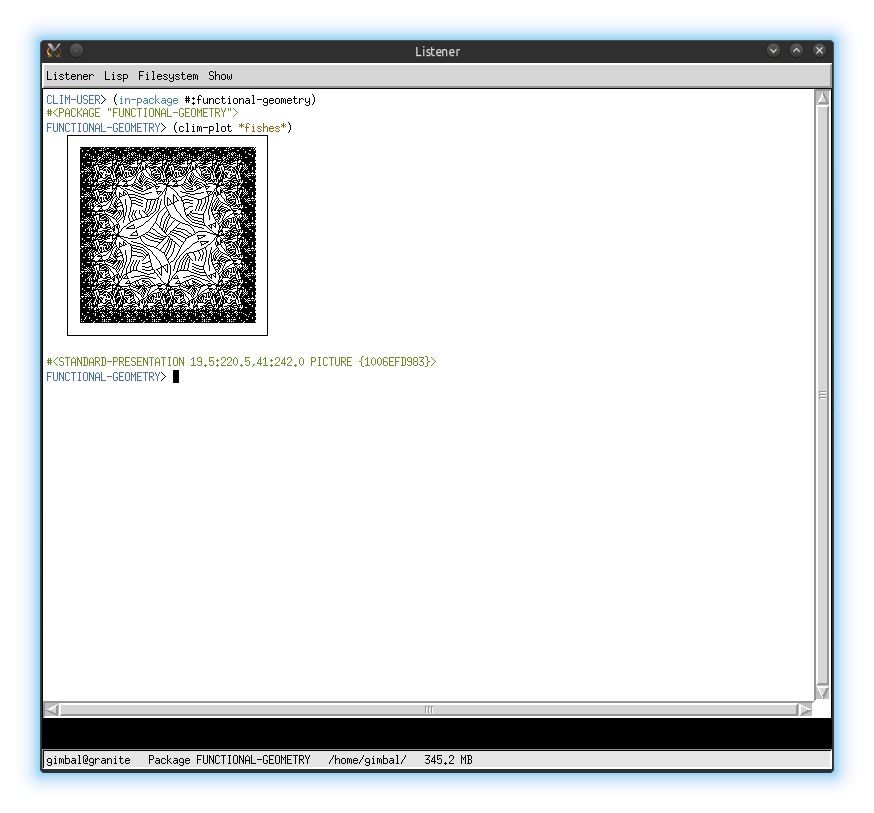 Listener
Listener Lisp Filesystem Show
CLIM-USER> (in-package #:functional-geometry)
#<PACKAGE "FUNCTIONAL-GEOMETRY">
FUNCTIONAL-GEOMETRY> (clim-plot *fishes*)
#<STANDARD-PRESENTATION 19.5:220.5,41:242.0 PICTURE {1006EFD983}>
FUNCTIONAL-GEOMETRY>
gimbal@granite Package FUNCTIONAL-GEOMETRY /home/gimbal/ 345.2 MB